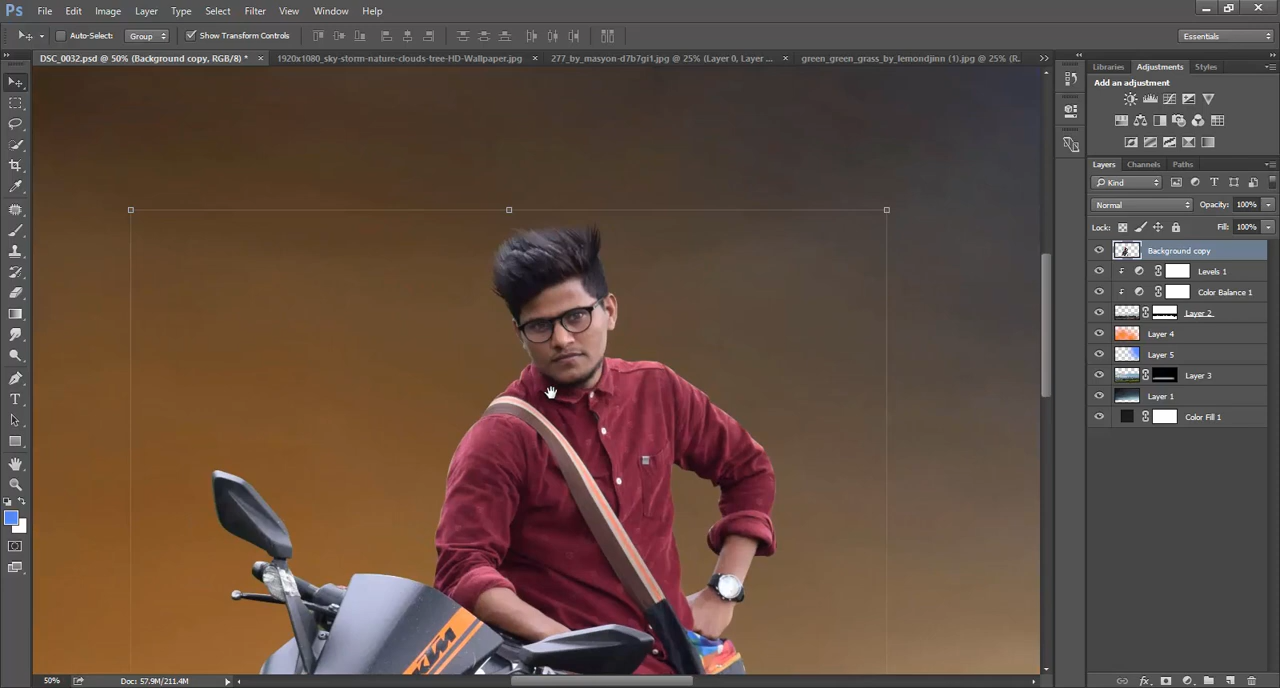 Ps File Edit Image Layer Type Select Filter 3D View Window Help
Auto-Select: Group Show Transform Controls Essentials
DSC_0032.psd @ 50% (Background copy, RGB/8) * × 1920x1080_sky-storm-nature-clouds-tree-HD-Wallpaper.jpg × 277_by_masyon-d7b7gi1.jpg @ 25% (Layer 0, Layer ... × green_green_grass_by_lemondjinn (1).jpg @ 25% (R...
Libraries Adjustments Styles
Add an adjustment
Layers Channels Paths
Kind
Normal Opacity: 100%
Lock: Fill: 100%
Background copy
Levels 1
Color Balance 1
Layer 2
Layer 4
Layer 5
Layer 3
Layer 1
Color Fill 1
KTM
50% Doc: 57.9M/211.4M
fx